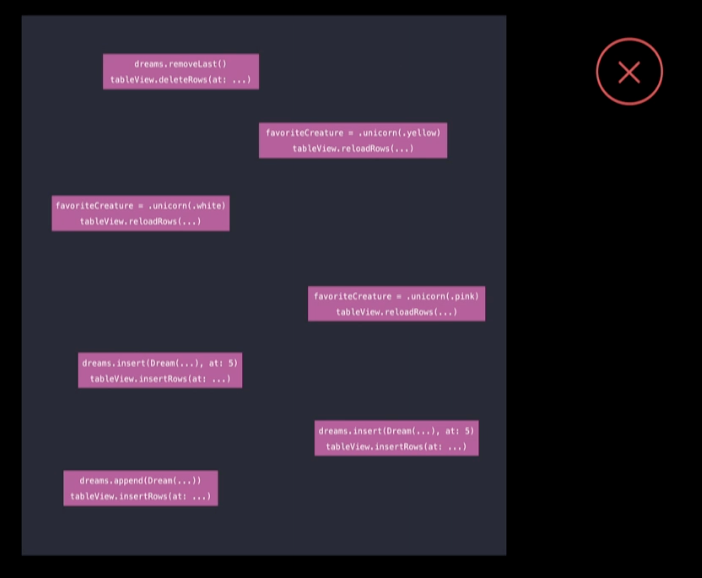 dreams.removeLast()
tableView.deleteRows(at: ...)
favoriteCreature = .unicorn(.yellow)
tableView.reloadRows(...)
favoriteCreature = .unicorn(.white)
tableView.reloadRows(...)
favoriteCreature = .unicorn(.pink)
tableView.reloadRows(...)
dreams.insert(Dream(...), at: 5)
tableView.insertRows(at: ...)
dreams.insert(Dream(...), at: 5)
tableView.insertRows(at: ...)
dreams.append(Dream(...))
tableView.insertRows(at: ...)